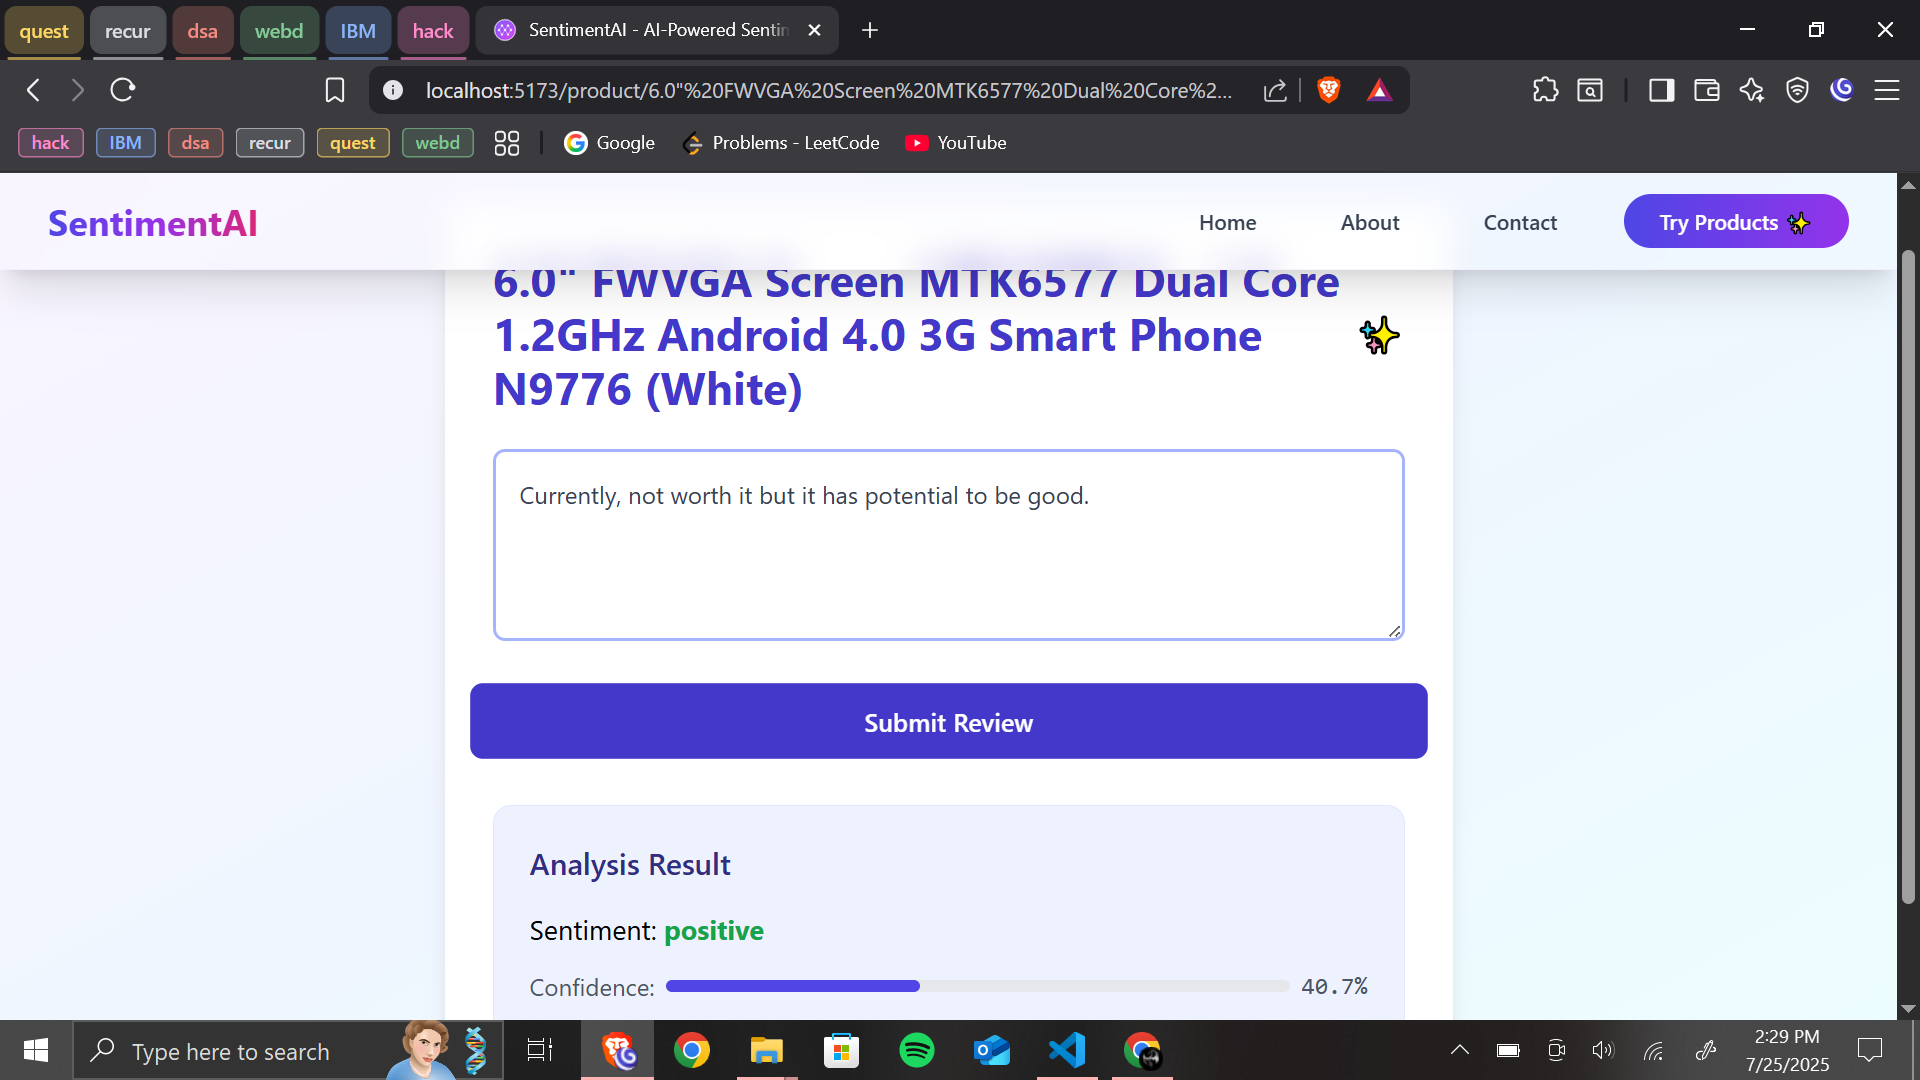 quest recur dsa webd IBM hack SentimentAI - AI-Powered Sentin
localhost:5173/product/6.0"%20FWVGA%20Screen%20MTK6577%20Dual%20Core%2...
hack IBM dsa recur quest webd Google Problems - LeetCode YouTube
SentimentAI Home About Contact Try Products ✨
6.0" FWVGA Screen MTK6577 Dual Core
1.2GHz Android 4.0 3G Smart Phone ✨
N9776 (White)
Currently, not worth it but it has potential to be good.
Submit Review
Analysis Result
Sentiment: positive
Confidence: 40.7%
Type here to search
2:29 PM
7/25/2025